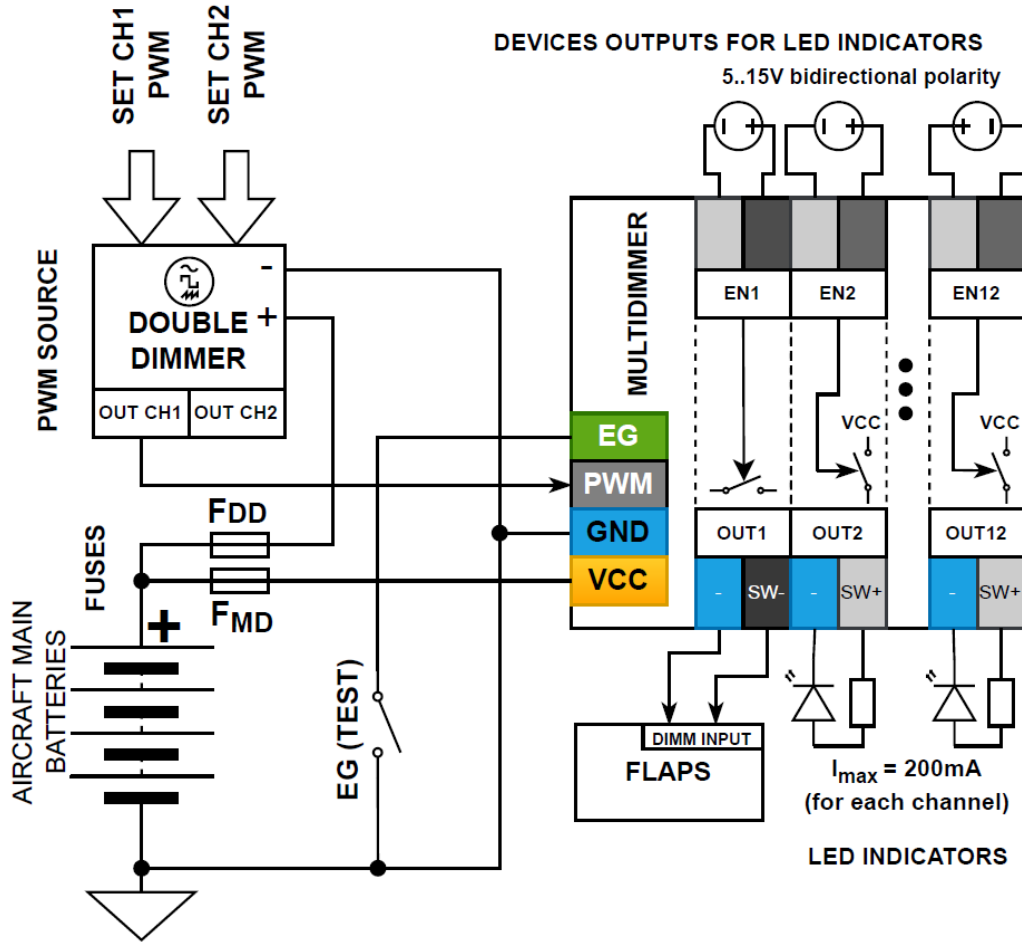 SET CH1
PWM
SET CH2
PWM
DEVICES OUTPUTS FOR LED INDICATORS
5..15V bidirectional polarity
PWM SOURCE
-
+
DOUBLE
DIMMER
OUT CH1
OUT CH2
MULTIDIMMER
EN1
EN2
EN12
VCC
VCC
EG
PWM
GND
VCC
OUT1
OUT2
OUT12
-
SW-
-
SW+
-
SW+
FUSES
FDD
FMD
+
AIRCRAFT MAIN
BATTERIES
EG (TEST)
DIMM INPUT
FLAPS
Imax = 200mA
(for each channel)
LED INDICATORS